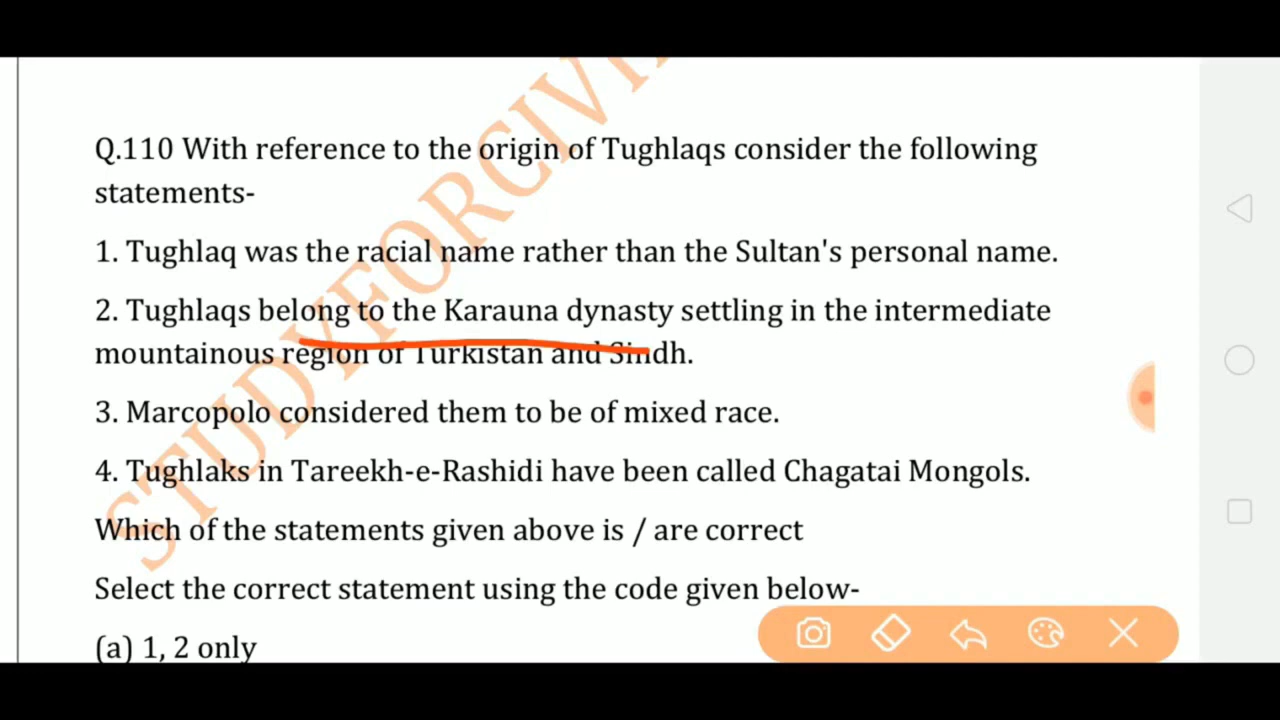 Q.110 With reference to the origin of Tughlaqs consider the following
statements-
1. Tughlaq was the racial name rather than the Sultan's personal name.
2. Tughlaqs belong to the Karauna dynasty settling in the intermediate
mountainous region of Turkistan and Sindh.
3. Marcopolo considered them to be of mixed race.
4. Tughlaks in Tareekh-e-Rashidi have been called Chagatai Mongols.
Which of the statements given above is / are correct
Select the correct statement using the code given below-
(a) 1, 2 only
STUDYFORCIVI